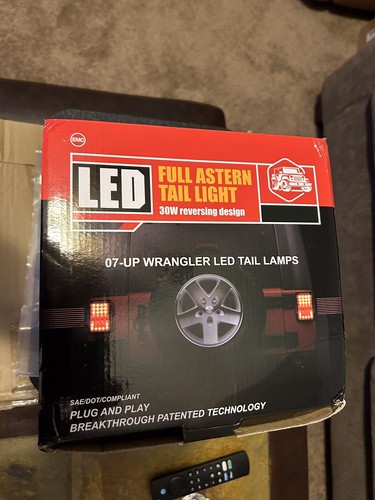 EMC
LED
FULL ASTERN
TAIL LIGHT
30W reversing design
07-UP WRANGLER LED TAIL LAMPS
SAE/DOT/COMPLIANT
PLUG AND PLAY
BREAKTHROUGH PATENTED TECHNOLOGY